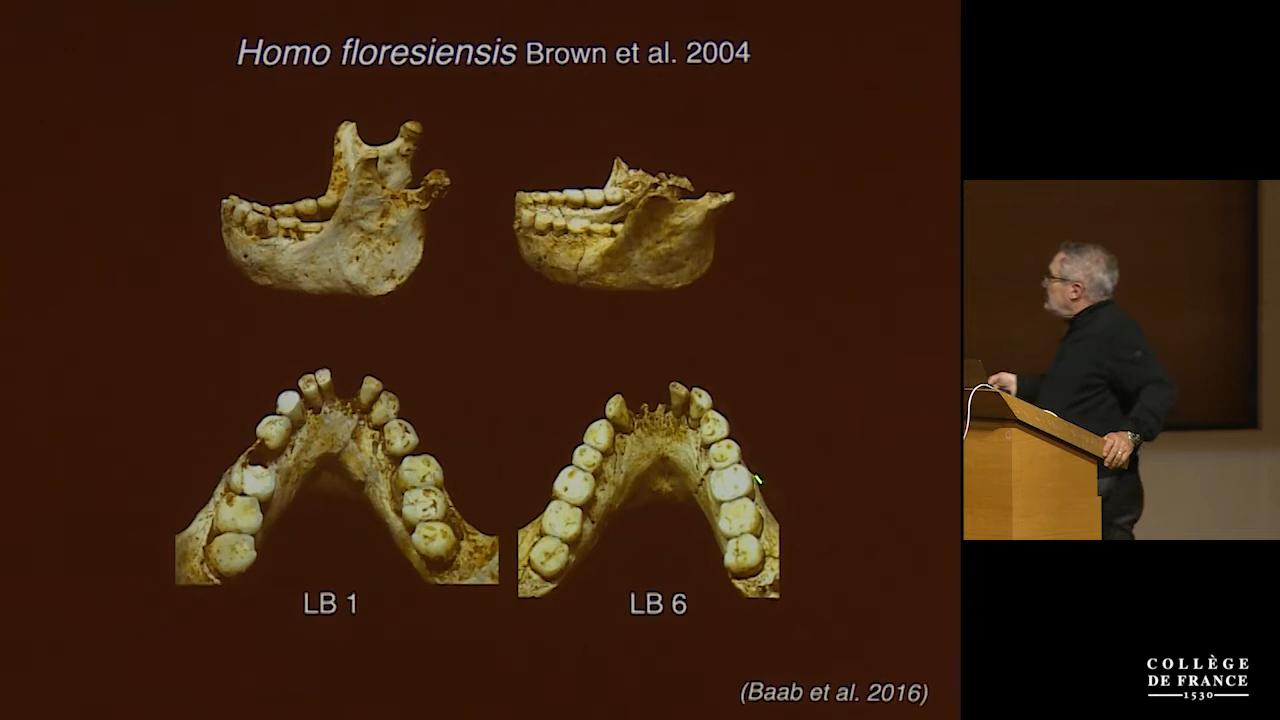 Homo floresiensis Brown et al. 2004
LB 1
LB 6
(Baab et al. 2016)
COLLÈGE
DE FRANCE
1530